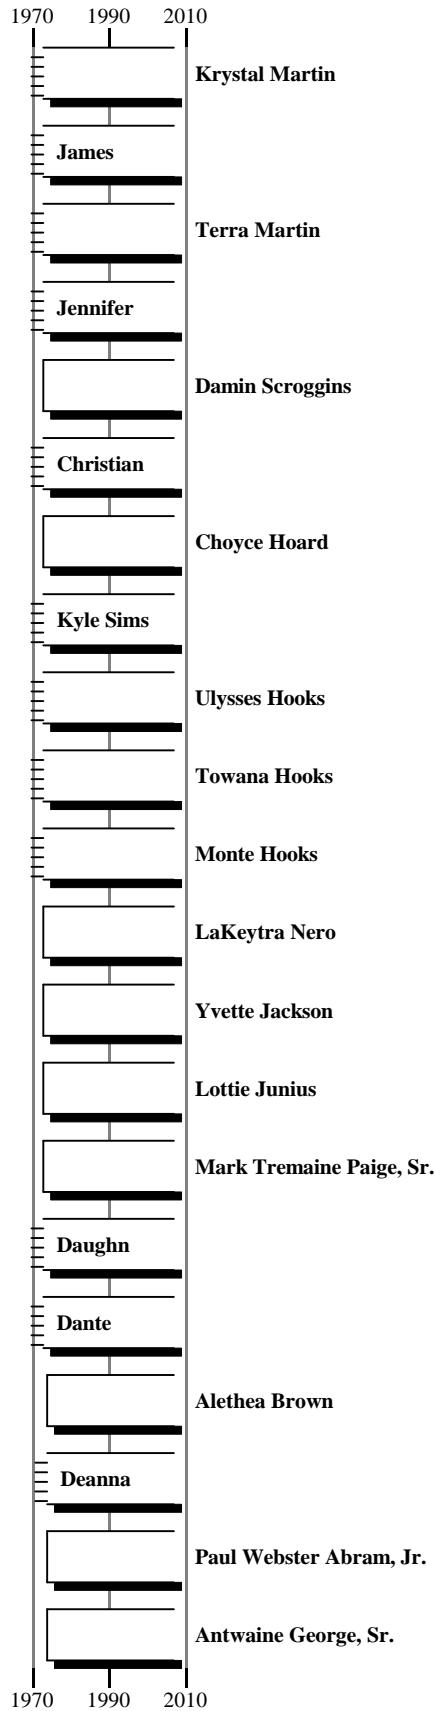 1970 1990 2010
Krystal Martin
James
Terra Martin
Jennifer
Damin Scroggins
Christian
Choyce Hoard
Kyle Sims
Ulysses Hooks
Towana Hooks
Monte Hooks
LaKeytra Nero
Yvette Jackson
Lottie Junius
Mark Tremaine Paige, Sr.
Daughn
Dante
Alethea Brown
Deanna
Paul Webster Abram, Jr.
Antwaine George, Sr.
1970 1990 2010